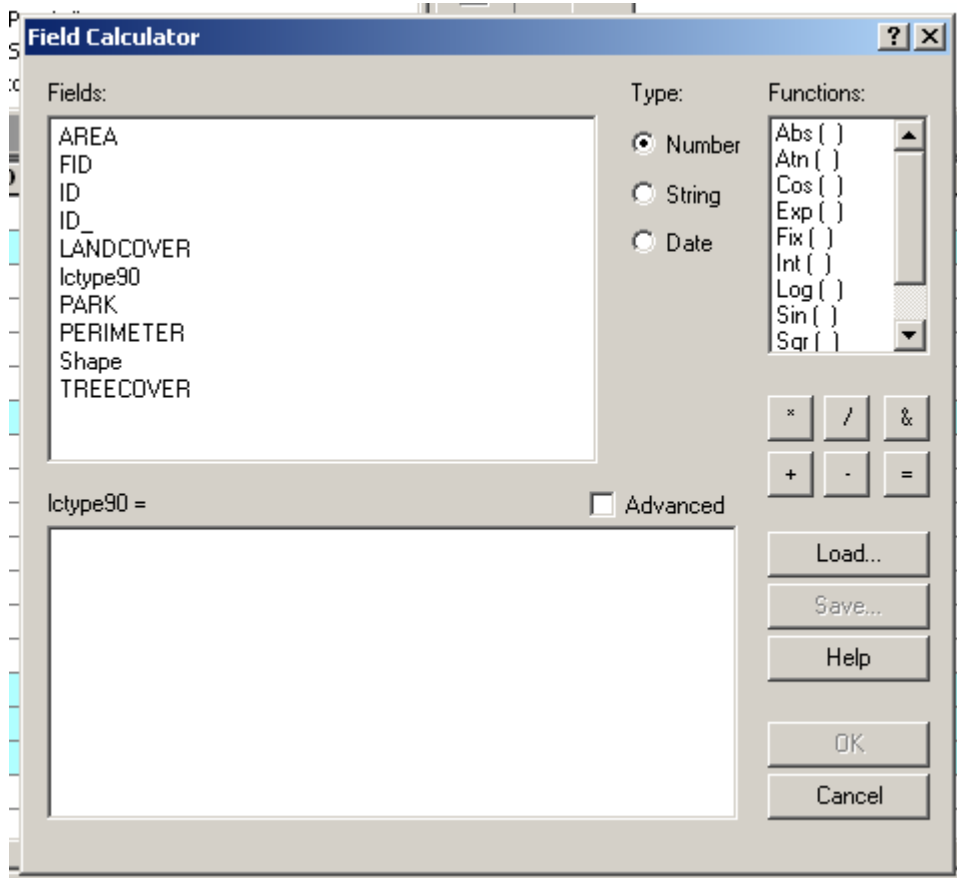 Field Calculator
Fields:
Type:
Functions:
AREA
FID
ID
ID_
LANDCOVER
lctype90
PARK
PERIMETER
Shape
TREECOVER
Number
String
Date
Abs ( )
Atn ( )
Cos ( )
Exp ( )
Fix ( )
Int ( )
Log ( )
Sin ( )
Sqr ( )
* / &
+ - =
lctype90 =
Advanced
Load...
Save...
Help
OK
Cancel